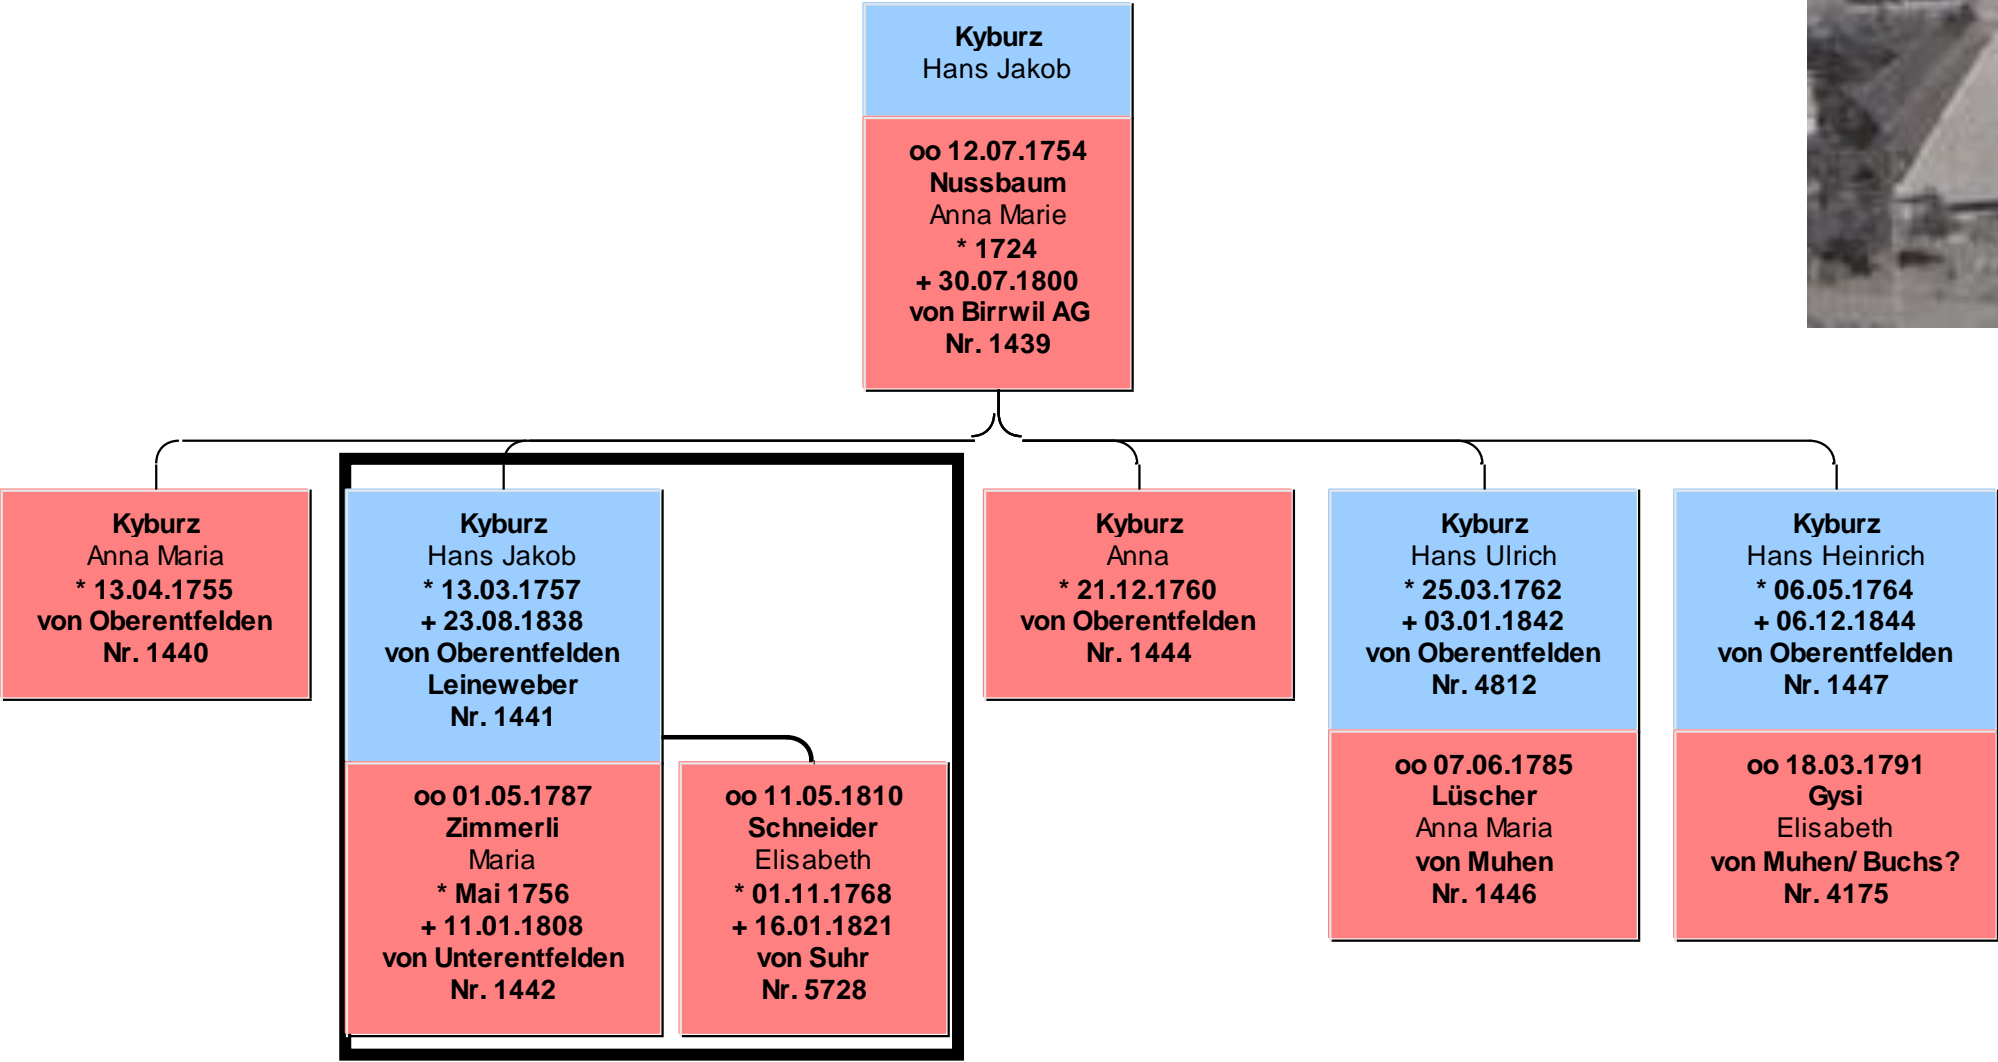 Kyburz
Hans Jakob
oo 12.07.1754
Nussbaum
Anna Marie
* 1724
+ 30.07.1800
von Birrwil AG
Nr. 1439
Kyburz
Anna Maria
* 13.04.1755
von Oberentfelden
Nr. 1440
Kyburz
Hans Jakob
* 13.03.1757
+ 23.08.1838
von Oberentfelden
Leineweber
Nr. 1441
oo 01.05.1787
Zimmerli
Maria
* Mai 1756
+ 11.01.1808
von Unterentfelden
Nr. 1442
oo 11.05.1810
Schneider
Elisabeth
* 01.11.1768
+ 16.01.1821
von Suhr
Nr. 5728
Kyburz
Anna
* 21.12.1760
von Oberentfelden
Nr. 1444
Kyburz
Hans Ulrich
* 25.03.1762
+ 03.01.1842
von Oberentfelden
Nr. 4812
oo 07.06.1785
Lüscher
Anna Maria
von Muhen
Nr. 1446
Kyburz
Hans Heinrich
* 06.05.1764
+ 06.12.1844
von Oberentfelden
Nr. 1447
oo 18.03.1791
Gysi
Elisabeth
von Muhen/ Buchs?
Nr. 4175